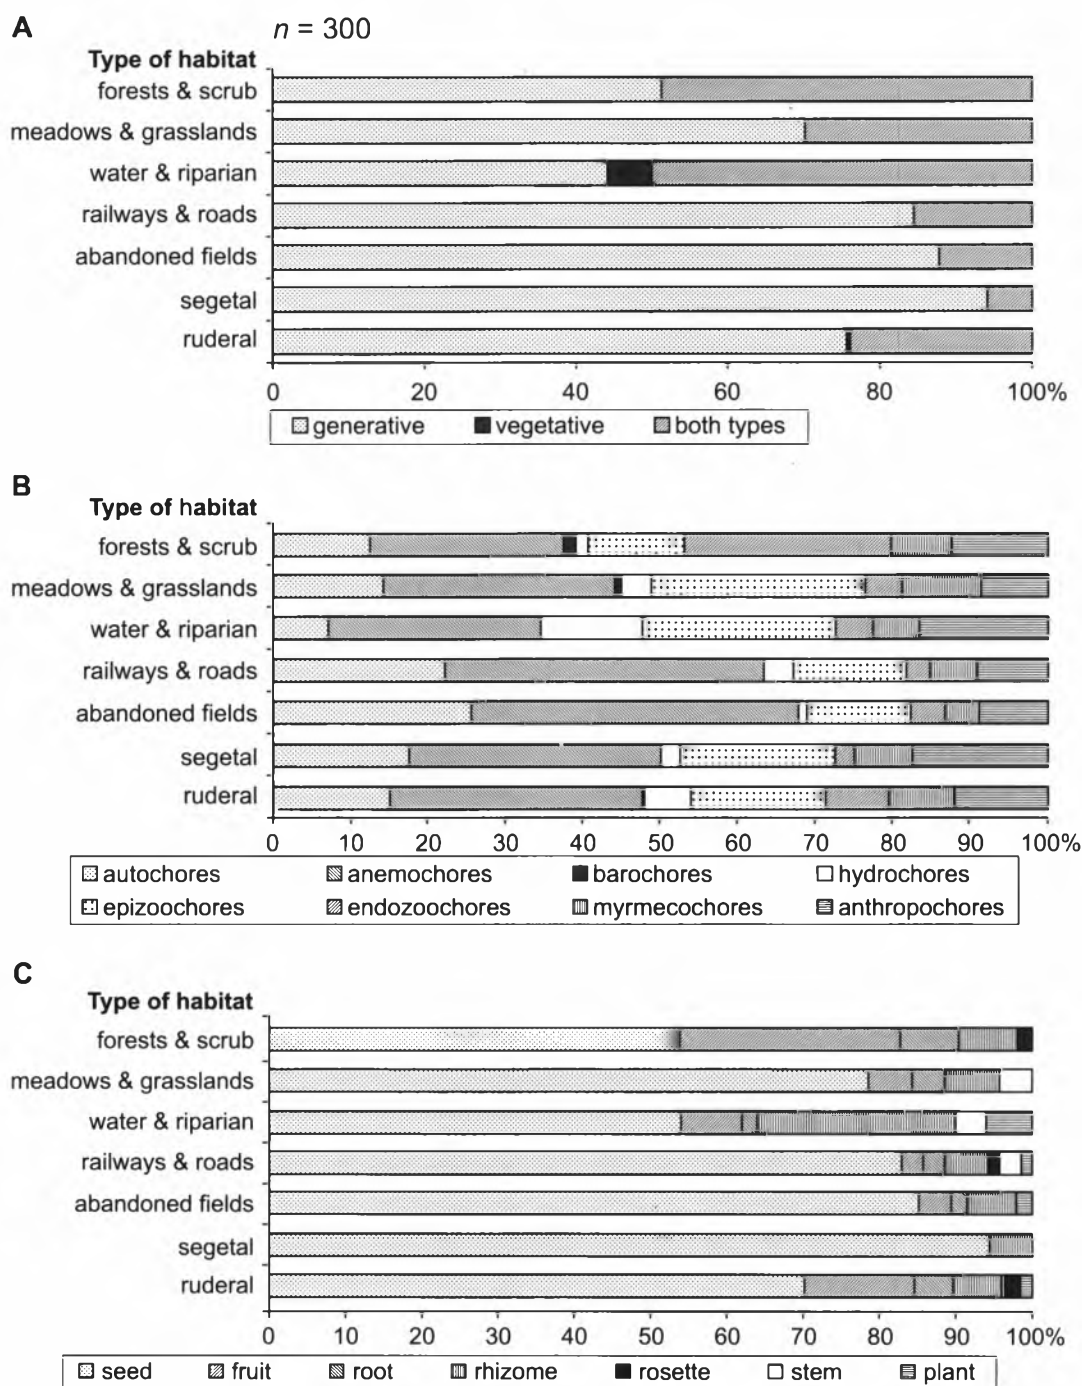 A
n = 300
Type of habitat
forests & scrub
meadows & grasslands
water & riparian
railways & roads
abandoned fields
segetal
ruderal
0 20 40 60 80 100%
generative vegetative both types
B
Type of habitat
forests & scrub
meadows & grasslands
water & riparian
railways & roads
abandoned fields
segetal
ruderal
0 10 20 30 40 50 60 70 80 90 100%
autochores anemochores barochores hydrochores
epizoochores endozoochores myrmecochores anthropochores
C
Type of habitat
forests & scrub
meadows & grasslands
water & riparian
railways & roads
abandoned fields
segetal
ruderal
0 10 20 30 40 50 60 70 80 90 100%
seed fruit root rhizome rosette stem plant